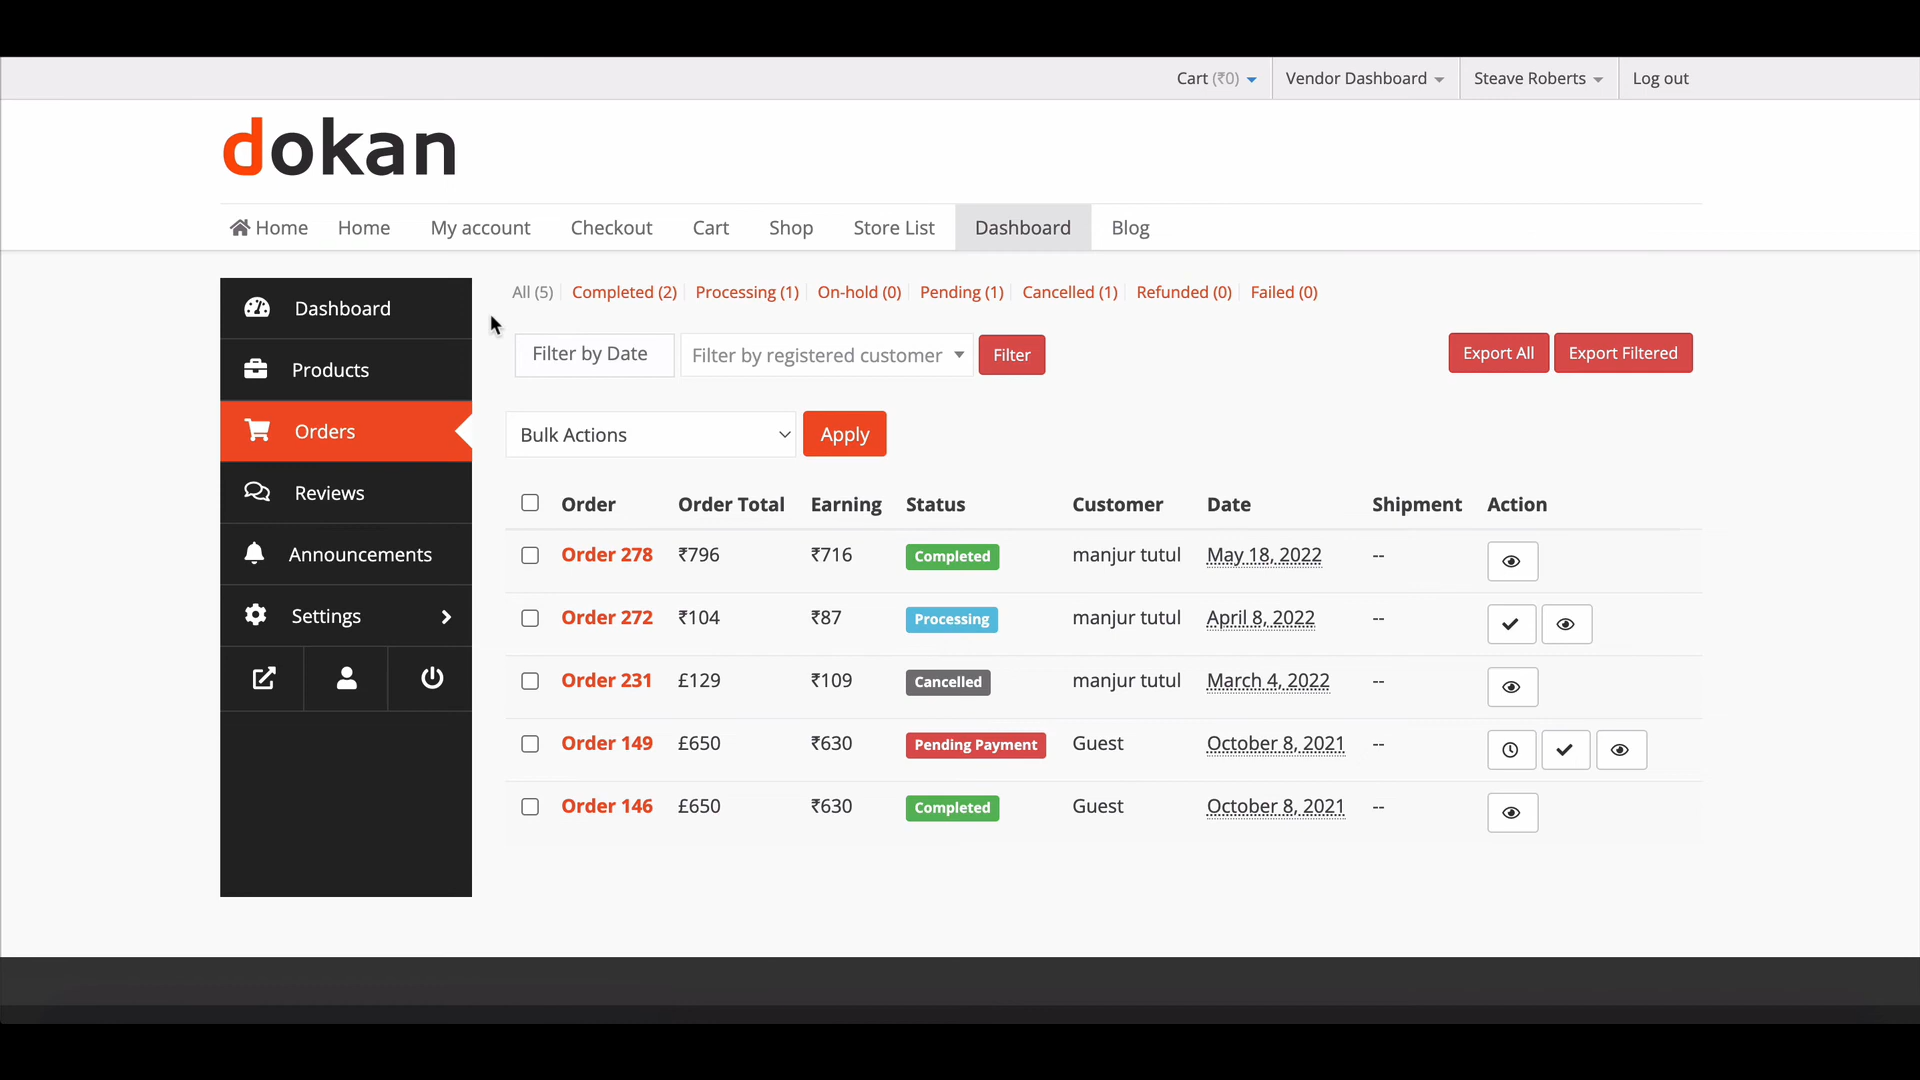 Cart (₹0) Vendor Dashboard Steave Roberts Log out
dokan
Home Home My account Checkout Cart Shop Store List Dashboard Blog
Dashboard
Products
Orders
Reviews
Announcements
Settings
All (5) Completed (2) Processing (1) On-hold (0) Pending (1) Cancelled (1) Refunded (0) Failed (0)
Filter by Date Filter by registered customer Filter Export All Export Filtered
Bulk Actions Apply
Order Order Total Earning Status Customer Date Shipment Action
Order 278 ₹796 ₹716 Completed manjur tutul May 18, 2022 --
Order 272 ₹104 ₹87 Processing manjur tutul April 8, 2022 --
Order 231 £129 ₹109 Cancelled manjur tutul March 4, 2022 --
Order 149 £650 ₹630 Pending Payment Guest October 8, 2021 --
Order 146 £650 ₹630 Completed Guest October 8, 2021 --